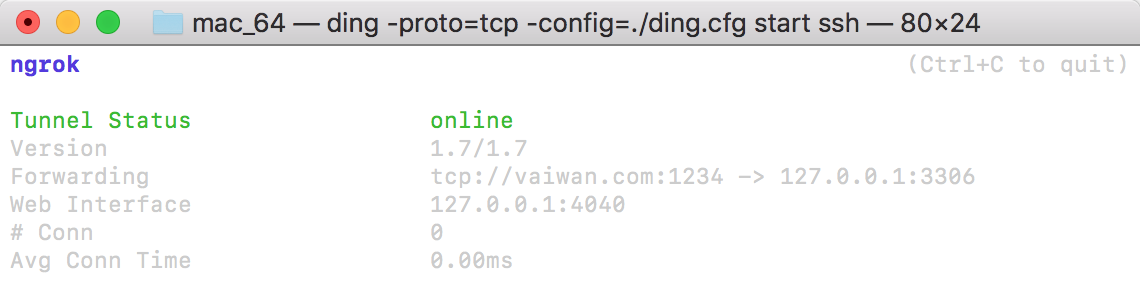 mac_64 — ding -proto=tcp -config=./ding.cfg start ssh — 80×24
ngrok (Ctrl+C to quit)
Tunnel Status online
Version 1.7/1.7
Forwarding tcp://vaiwan.com:1234 -> 127.0.0.1:3306
Web Interface 127.0.0.1:4040
# Conn 0
Avg Conn Time 0.00ms